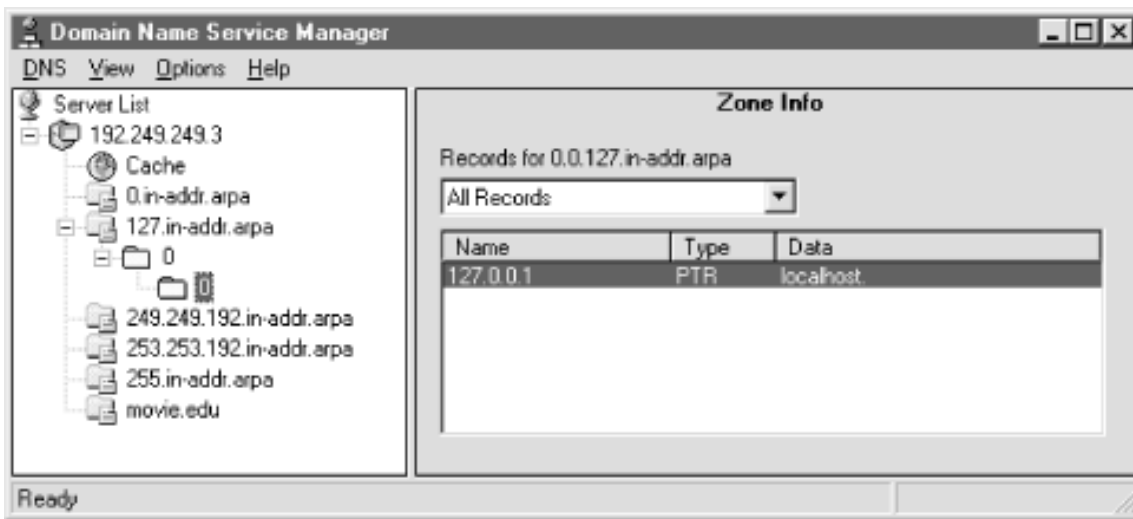 Domain Name Service Manager
DNS View Options Help
Server List
192.249.249.3
Cache
0.in-addr.arpa
127.in-addr.arpa
0
0
249.249.192.in-addr.arpa
253.253.192.in-addr.arpa
255.in-addr.arpa
movie.edu
Zone Info
Records for 0.0.127.in-addr.arpa
All Records
Name Type Data
127.0.0.1 PTR localhost.
Ready